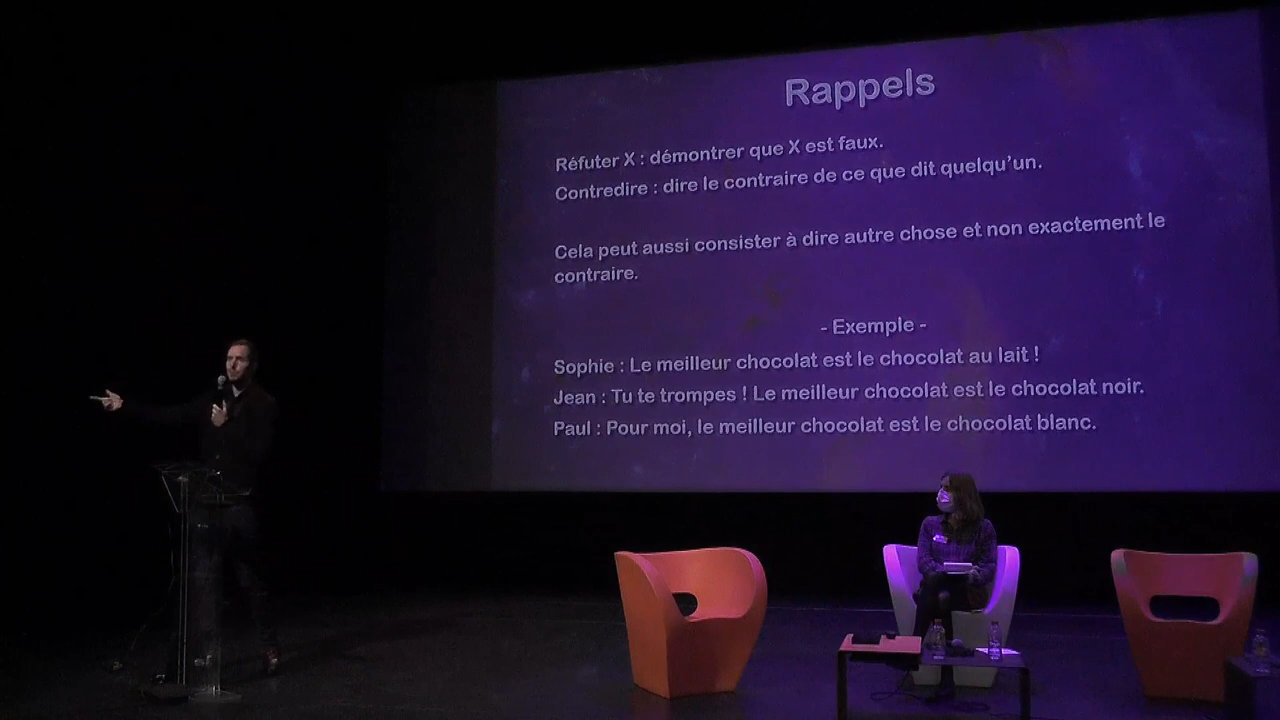 Rappels
Réfuter X : démontrer que X est faux.
Contredire : dire le contraire de ce que dit quelqu’un.
Cela peut aussi consister à dire autre chose et non exactement le
contraire.
- Exemple -
Sophie : Le meilleur chocolat est le chocolat au lait !
Jean : Tu te trompes ! Le meilleur chocolat est le chocolat noir.
Paul : Pour moi, le meilleur chocolat est le chocolat blanc.